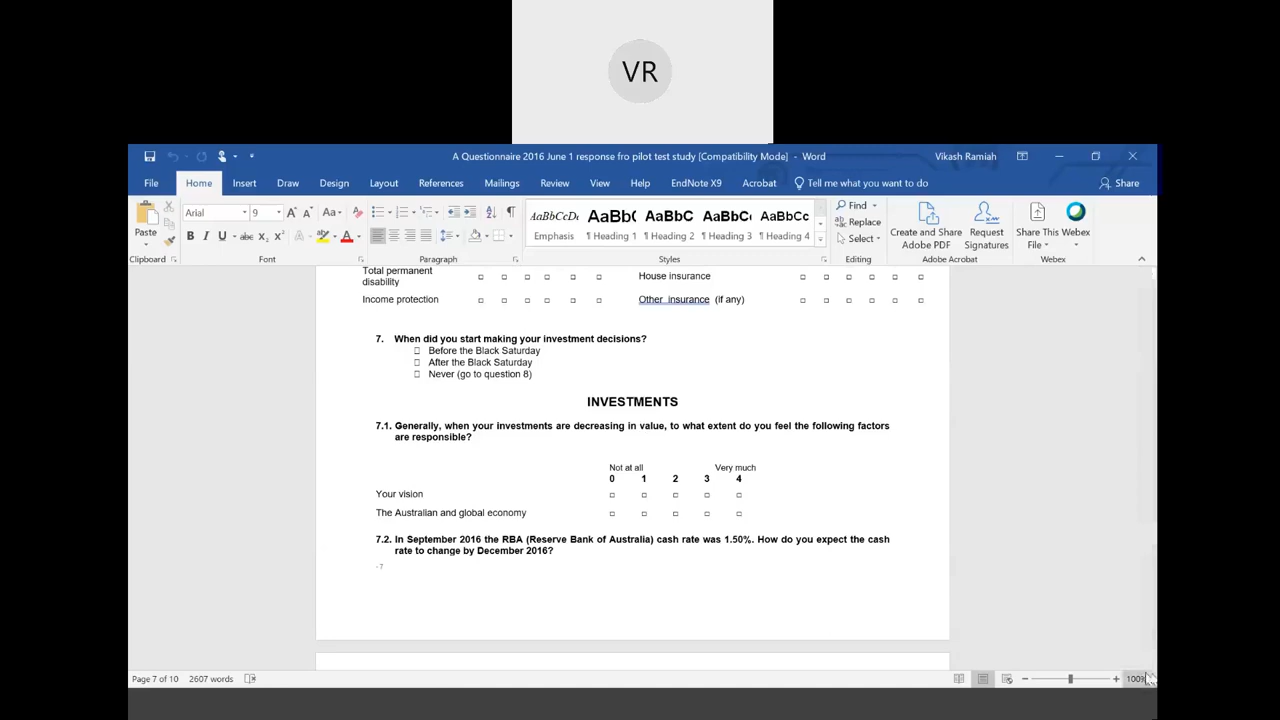 VR
A Questionnaire 2016 June 1 response fro pilot test study [Compatibility Mode] - Word
Vikash Ramiah
File Home Insert Draw Design Layout References Mailings Review View Help EndNote X9 Acrobat Tell me what you want to do Share
Paste
Arial 9
Aa
B I U abc X₂ X² A A
AaBbCcDc AaBbC AaBbC AaBbCc AaBbCc
Emphasis ¶ Heading 1 ¶ Heading 2 ¶ Heading 3 ¶ Heading 4
Find
Replace
Select
Create and Share Adobe PDF
Request Signatures
Share This File
Webex
Clipboard Font Paragraph Styles Editing Adobe Acrobat Webex
Total permanent
disability
House insurance
Income protection
Other insurance (if any)
7. When did you start making your investment decisions?
Before the Black Saturday
After the Black Saturday
Never (go to question 8)
INVESTMENTS
7.1. Generally, when your investments are decreasing in value, to what extent do you feel the following factors
are responsible?
Not at all Very much
0 1 2 3 4
Your vision
The Australian and global economy
7.2. In September 2016 the RBA (Reserve Bank of Australia) cash rate was 1.50%. How do you expect the cash
rate to change by December 2016?
- 7
Page 7 of 10 2607 words 100%